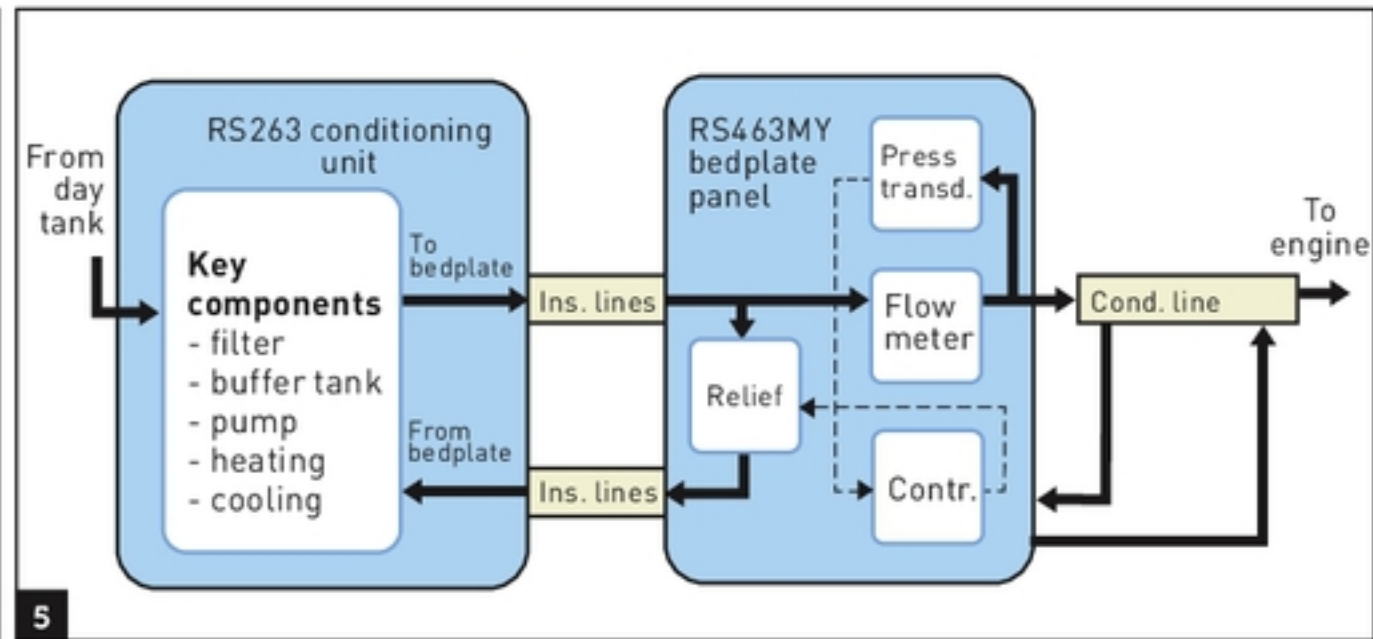 From
day
tank
RS263 conditioning
unit
Key
components
- filter
- buffer tank
- pump
- heating
- cooling
To
bedplate
From
bedplate
Ins. lines
Ins. lines
RS463MY
bedplate
panel
Press
transd.
Flow
meter
Relief
Contr.
Cond. line
To
engine
5